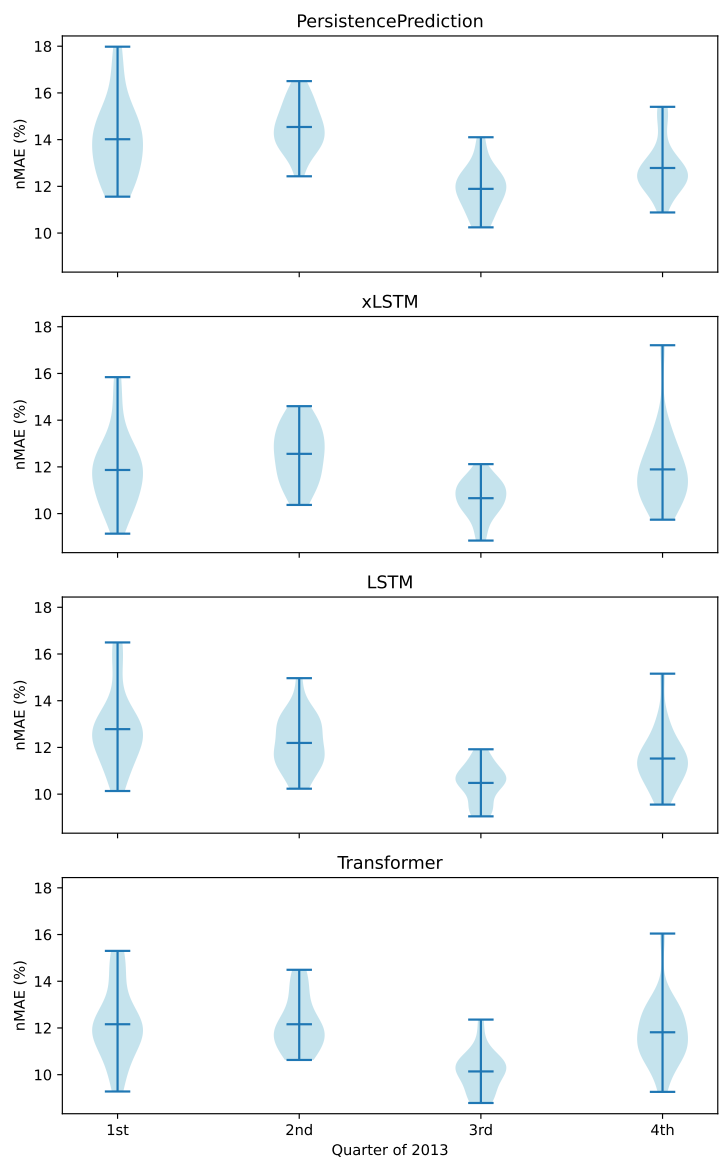 PersistencePrediction
18
16
14
12
10
nMAE (%)
xLSTM
18
16
14
12
10
nMAE (%)
LSTM
18
16
14
12
10
nMAE (%)
Transformer
18
16
14
12
10
nMAE (%)
1st 2nd 3rd 4th
Quarter of 2013